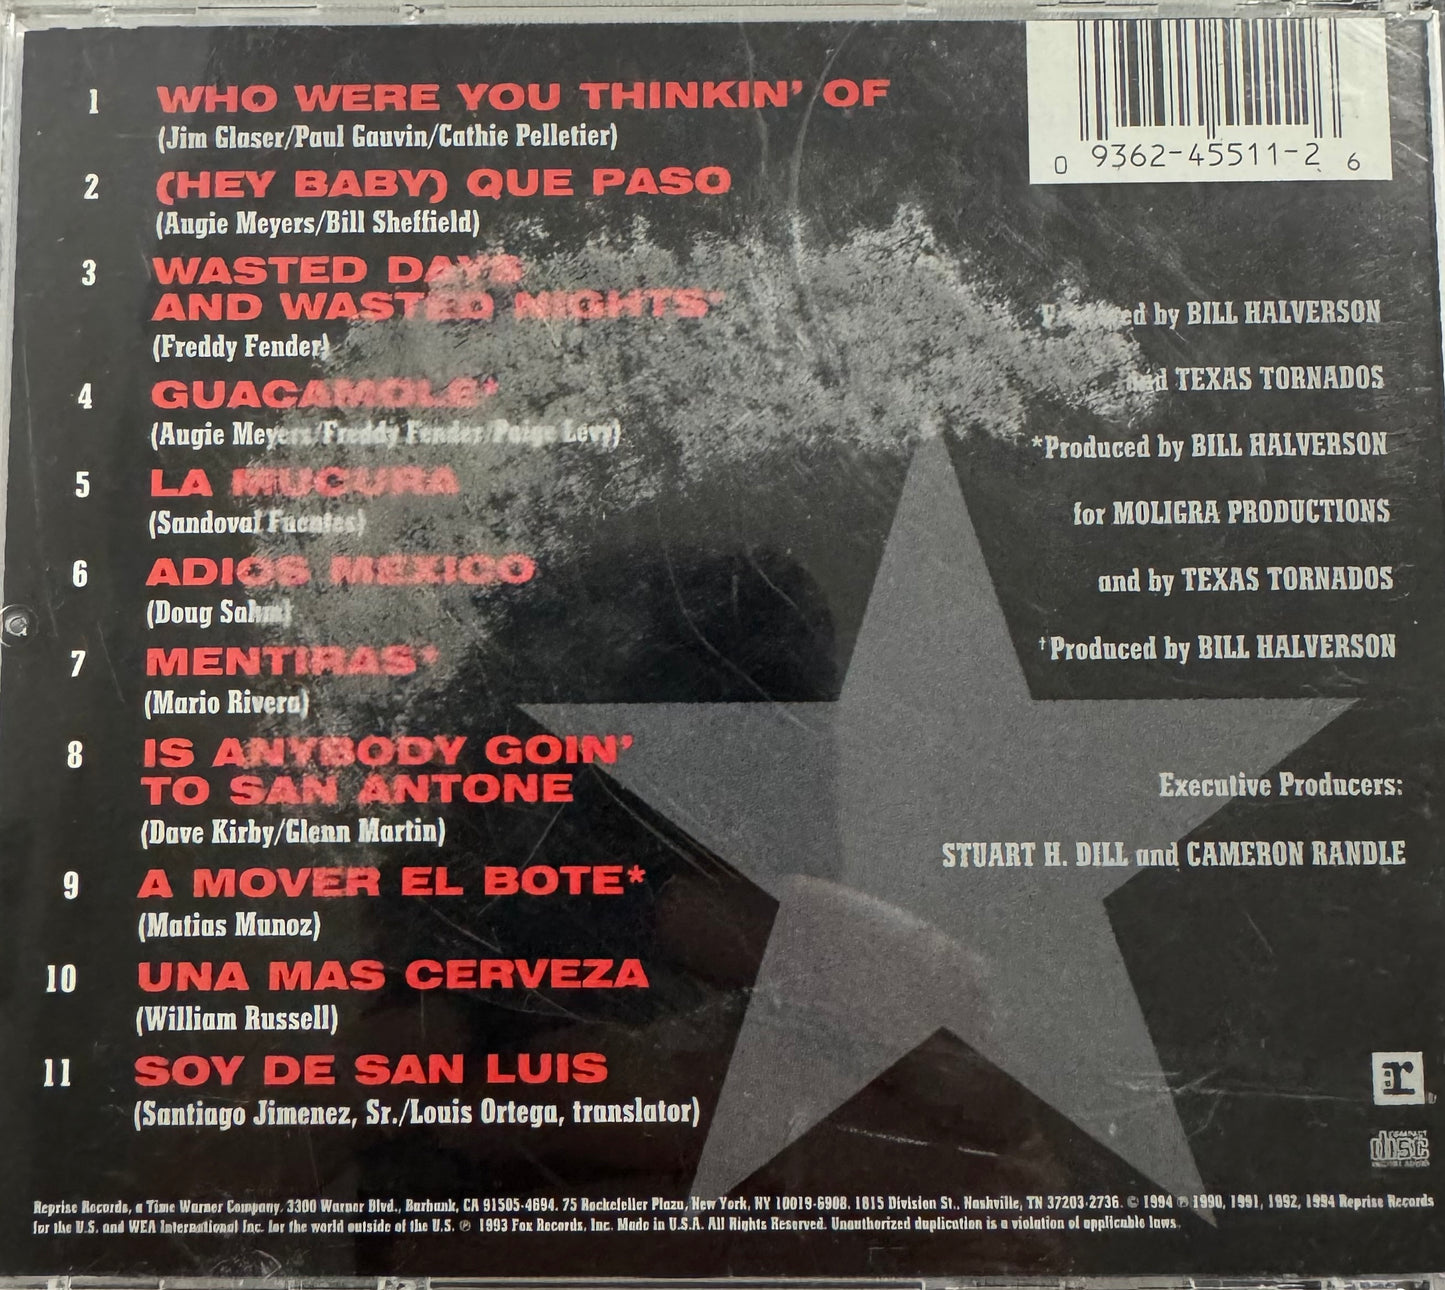 1 WHO WERE YOU THINKIN' OF
(Jim Glaser/Paul Gauvin/Cathie Pelletier)
2 (HEY BABY) QUE PASO
(Augie Meyers/Bill Sheffield)
3 WASTED DAYS
AND WASTED NIGHTS*
(Freddy Fender)
4 GUACAMOLE*
(Augie Meyers/Freddy Fender/Paige Levy)
5 LA MUCURA
(Sandoval Fuentes)
6 ADIOS MEXICO
(Doug Sahm)
7 MENTIRAS*
(Mario Rivera)
8 IS ANYBODY GOIN'
TO SAN ANTONE
(Dave Kirby/Glenn Martin)
9 A MOVER EL BOTE*
(Matias Munoz)
10 UNA MAS CERVEZA
(William Russell)
11 SOY DE SAN LUIS
(Santiago Jimenez, Sr./Louis Ortega, translator)
0 9362-45511-2 6
Produced by BILL HALVERSON
and TEXAS TORNADOS
*Produced by BILL HALVERSON
for MOLIGRA PRODUCTIONS
and by TEXAS TORNADOS
†Produced by BILL HALVERSON
Executive Producers:
STUART H. DILL and CAMERON RANDLE
r
COMPACT
disc
DIGITAL AUDIO
Reprise Records, a Time Warner Company, 3300 Warner Blvd., Burbank, CA 91505-4694. 75 Rockefeller Plaza, New York, NY 10019-6908. 1815 Division St., Nashville, TN 37203-2736. © 1994 ℗ 1990, 1991, 1992, 1994 Reprise Records
for the U.S. and WEA International Inc. for the world outside of the U.S. ℗ 1993 Fox Records, Inc. Made in U.S.A. All Rights Reserved. Unauthorized duplication is a violation of applicable laws.